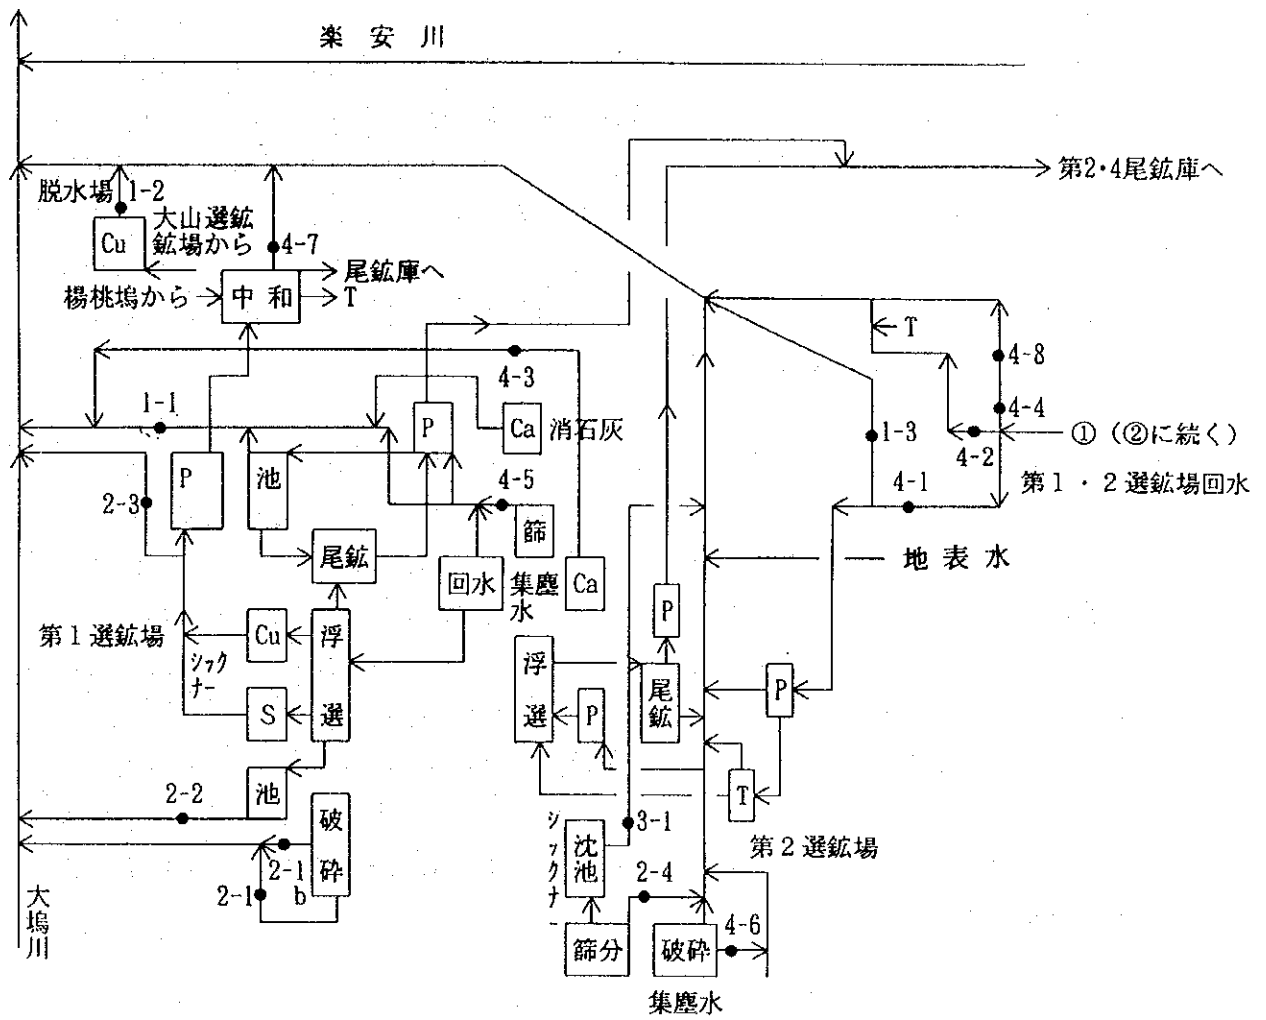 楽安川
第2・4尾鉱庫へ
脱水場
1-2
大山選鉱
鉱場から
Cu
4-7
尾鉱庫へ
楊桃塢から
中和
T
T
4-8
4-3
1-1
4-4
P
Ca
消石灰
1-3
① (②に続く)
4-2
P
池
4-5
4-1
第1・2選鉱場回水
2-3
篩
尾鉱
地表水
回水
集塵
水
Ca
P
第1選鉱場
Cu
浮選
シック
ナー
浮選
尾鉱
P
S
P
池
T
2-2
破砕
シックナー
沈池
3-1
第2選鉱場
2-1
b
2-1
2-4
大塢川
篩分
破砕
4-6
集塵水